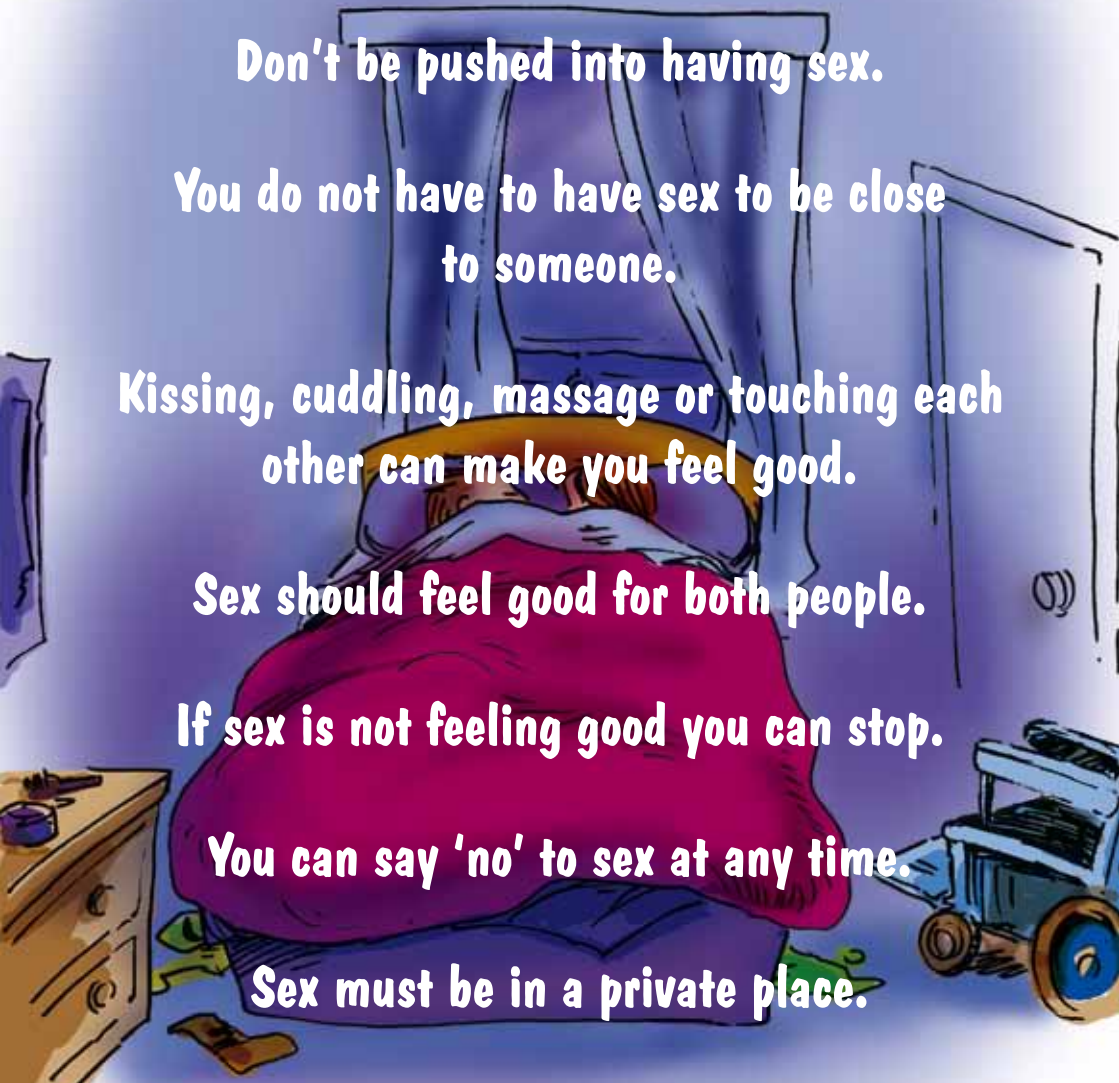 Don't be pushed into having sex.
You do not have to have sex to be close
to someone.
Kissing, cuddling, massage or touching each
other can make you feel good.
Sex should feel good for both people.
If sex is not feeling good you can stop.
You can say ‘no’ to sex at any time.
Sex must be in a private place.